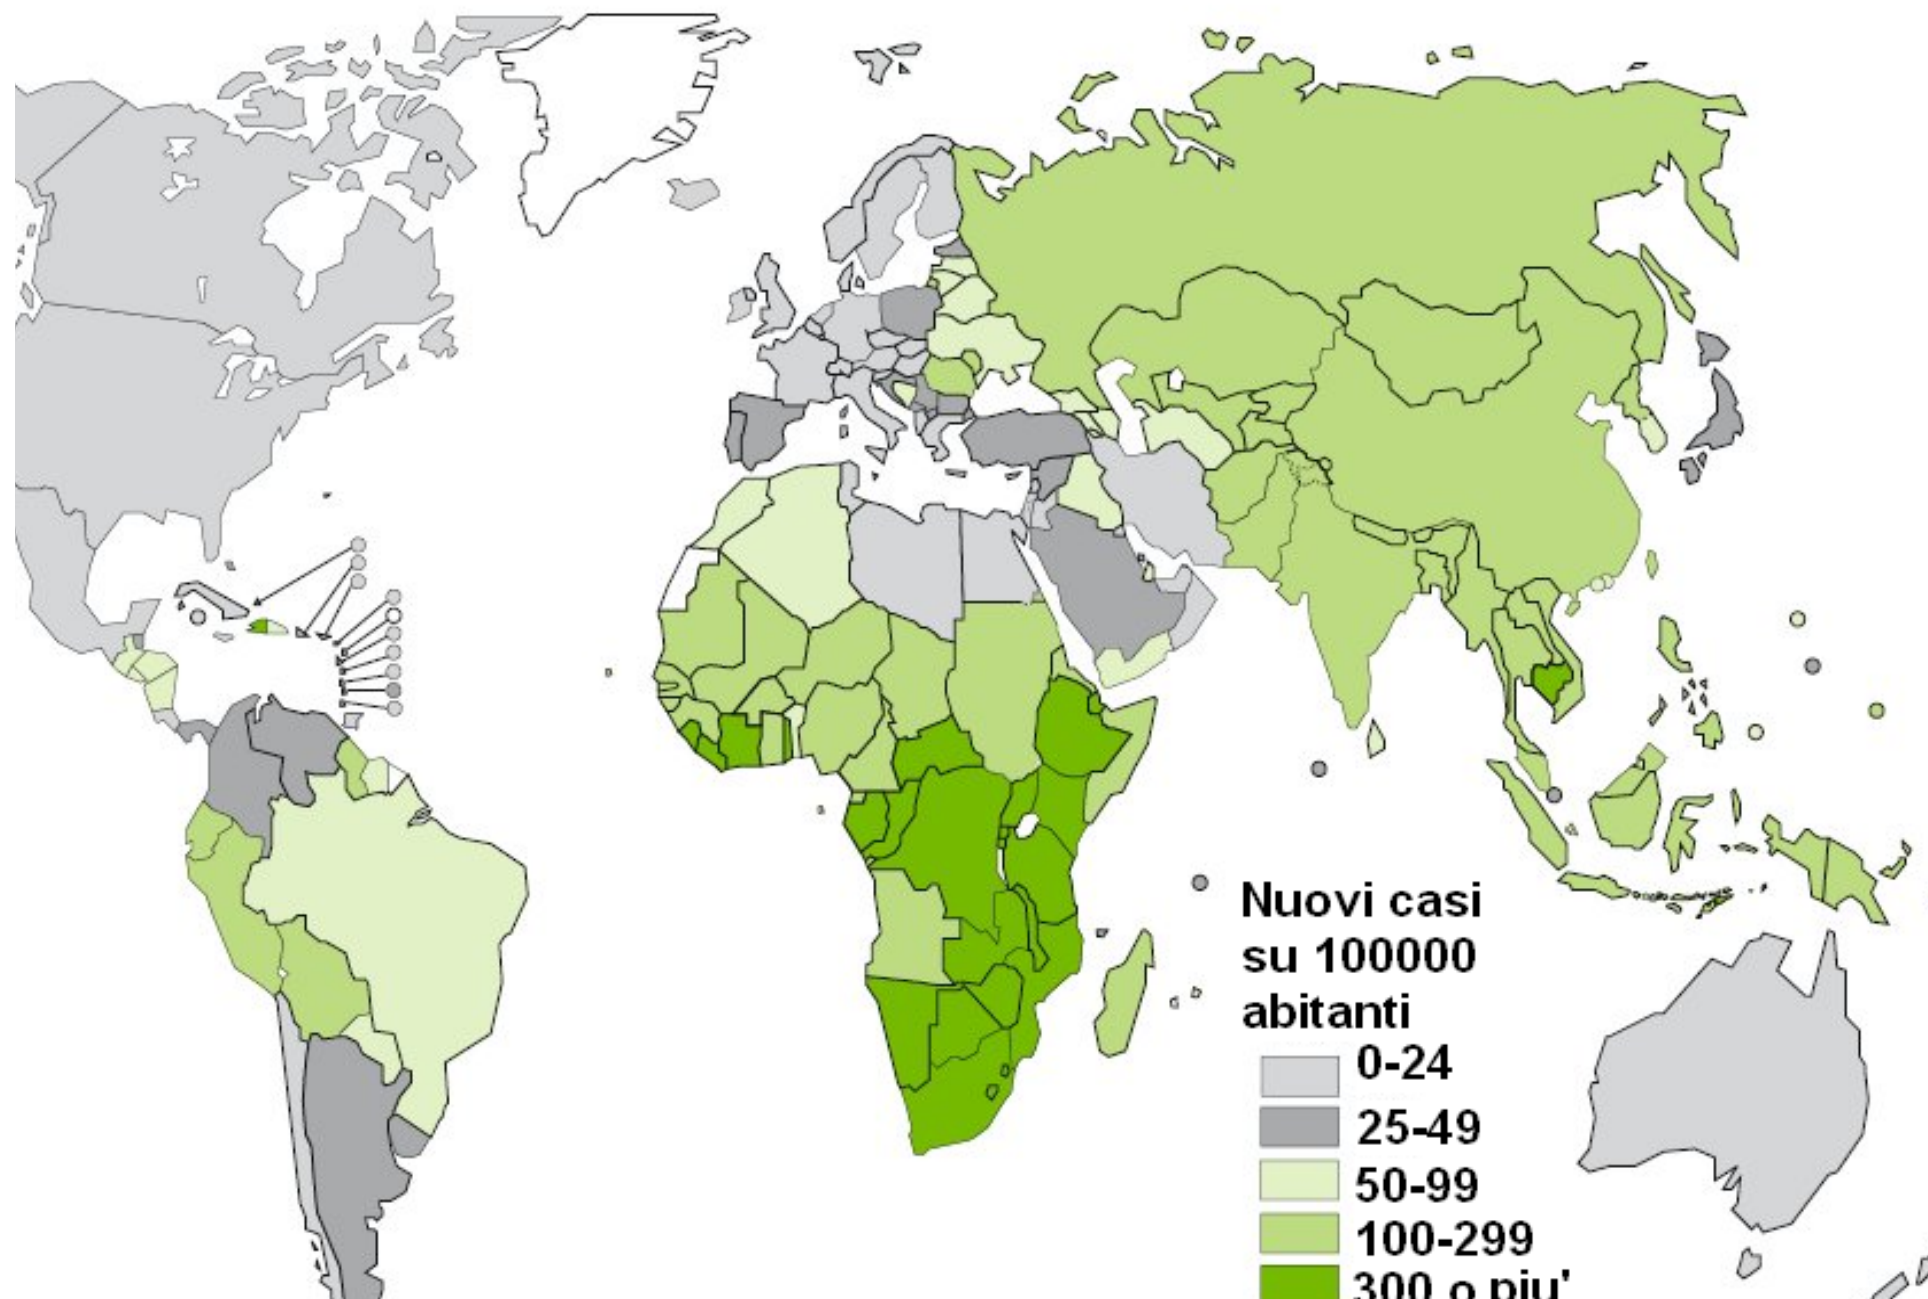 Nuovi casi
su 100000
abitanti
0-24
25-49
50-99
100-299
300 o piu'